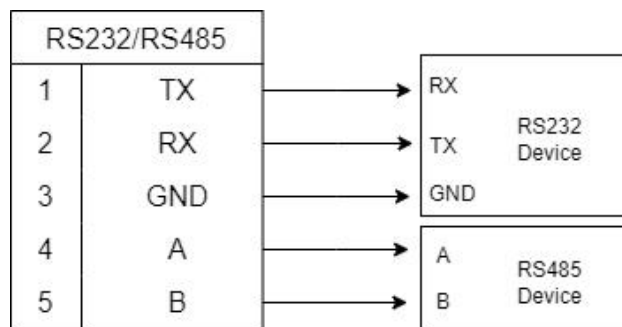 RS232/RS485
1 TX
2 RX
3 GND
4 A
5 B
RX
TX
GND
RS232
Device
A
B
RS485
Device